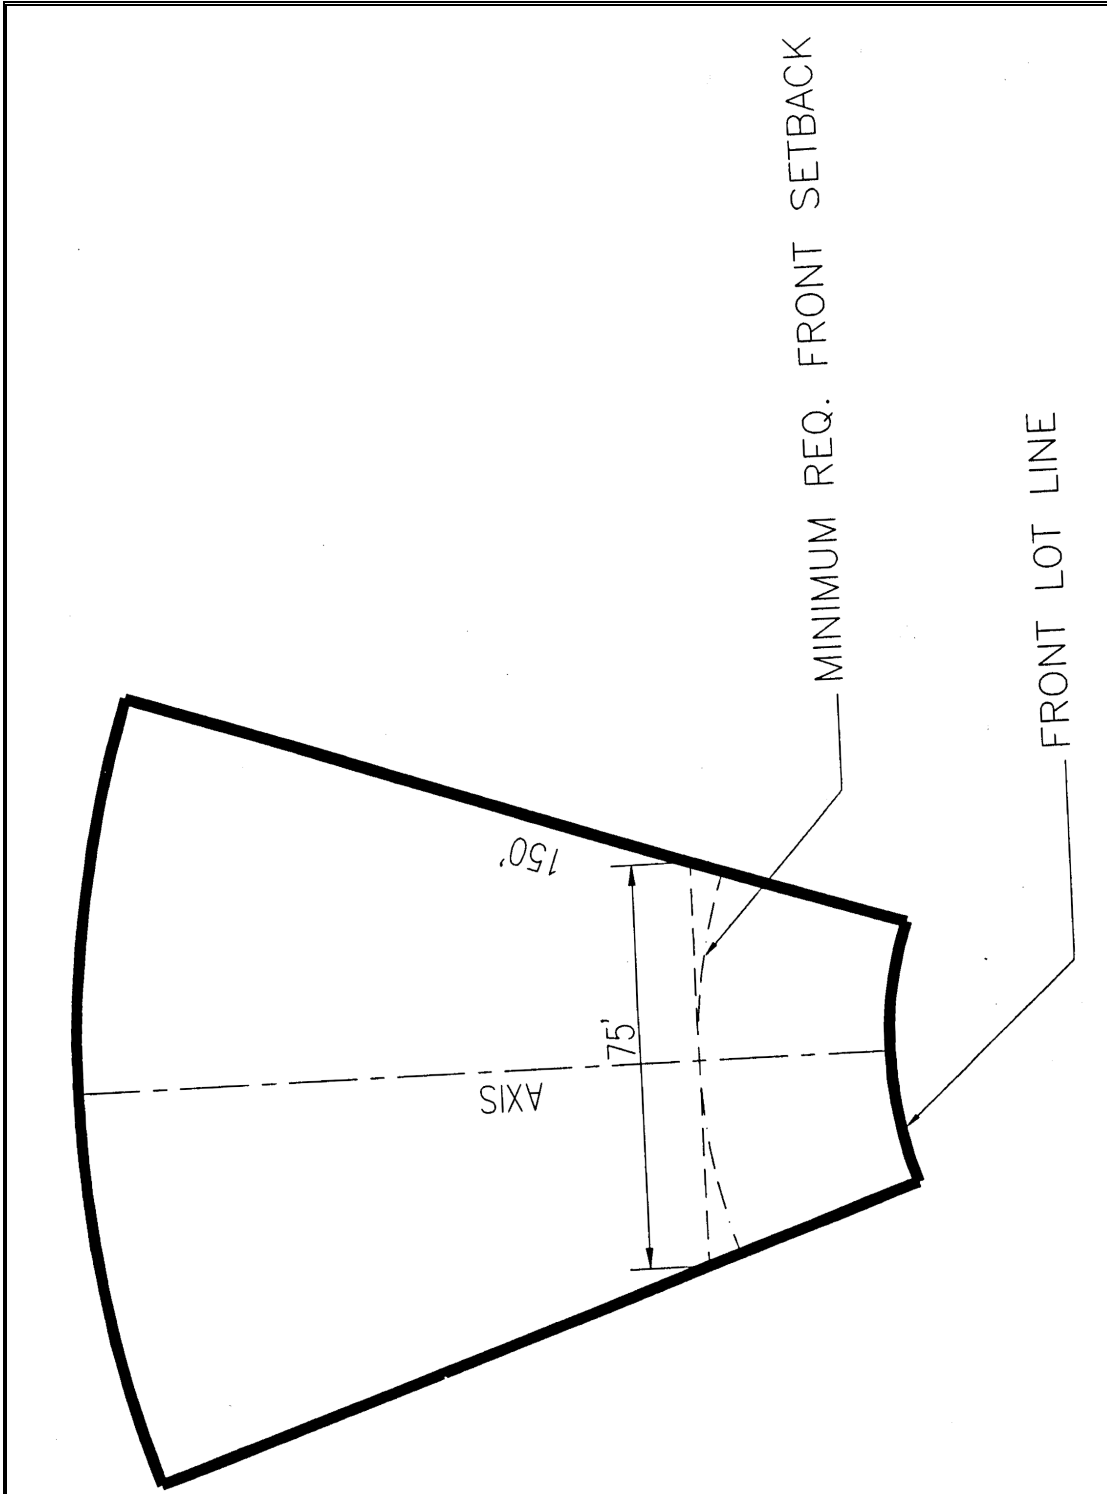 MINIMUM REQ. FRONT SETBACK
FRONT LOT LINE
150'
75'
AXIS